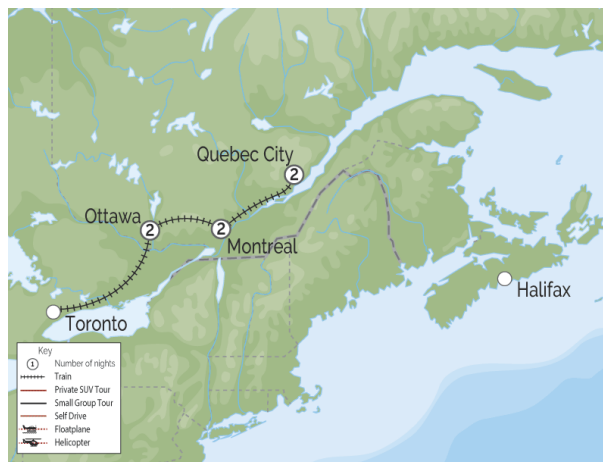 Quebec City
2
Ottawa
2
2
Montreal
Halifax
Toronto
Key
1 Number of nights
Train
Private SUV Tour
Small Group Tour
Self Drive
Floatplane
Helicopter